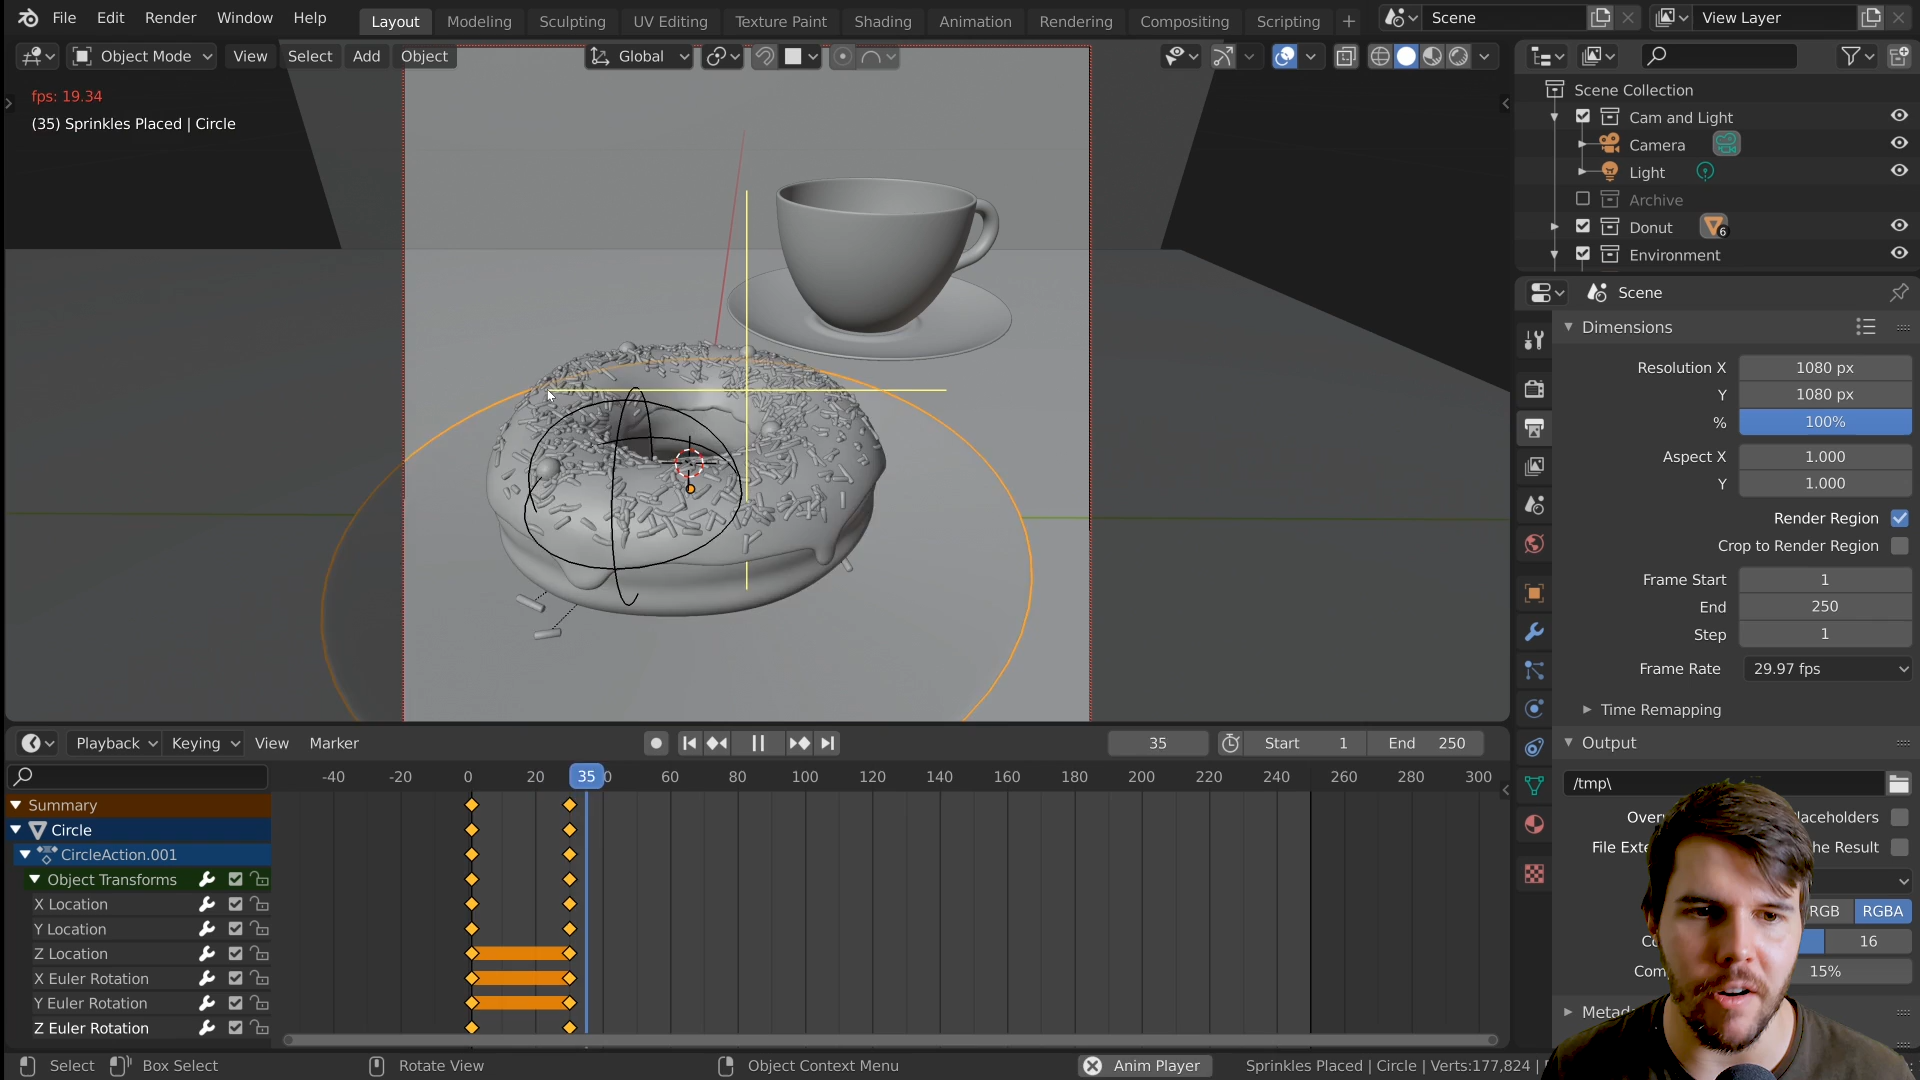 File Edit Render Window Help Layout Modeling Sculpting UV Editing Texture Paint Shading Animation Rendering Compositing Scripting + Scene View Layer
Object Mode View Select Add Object Global
fps: 19.34
(35) Sprinkles Placed | Circle
Scene Collection
Cam and Light
Camera
Light
Archive
Donut 6
Environment
Scene
Dimensions
Resolution X 1080 px
Y 1080 px
% 100%
Aspect X 1.000
Y 1.000
Render Region
Crop to Render Region
Frame Start 1
End 250
Step 1
Frame Rate 29.97 fps
Time Remapping
Output
/tmp\
RGB RGBA
16
15%
Playback Keying View Marker 35 Start 1 End 250
-40 -20 0 20 35 60 80 100 120 140 160 180 200 220 240 260 280 300
Summary
Circle
CircleAction.001
Object Transforms
X Location
Y Location
Z Location
X Euler Rotation
Y Euler Rotation
Z Euler Rotation
Select Box Select Rotate View Object Context Menu Anim Player Sprinkles Placed | Circle | Verts:177,824 |